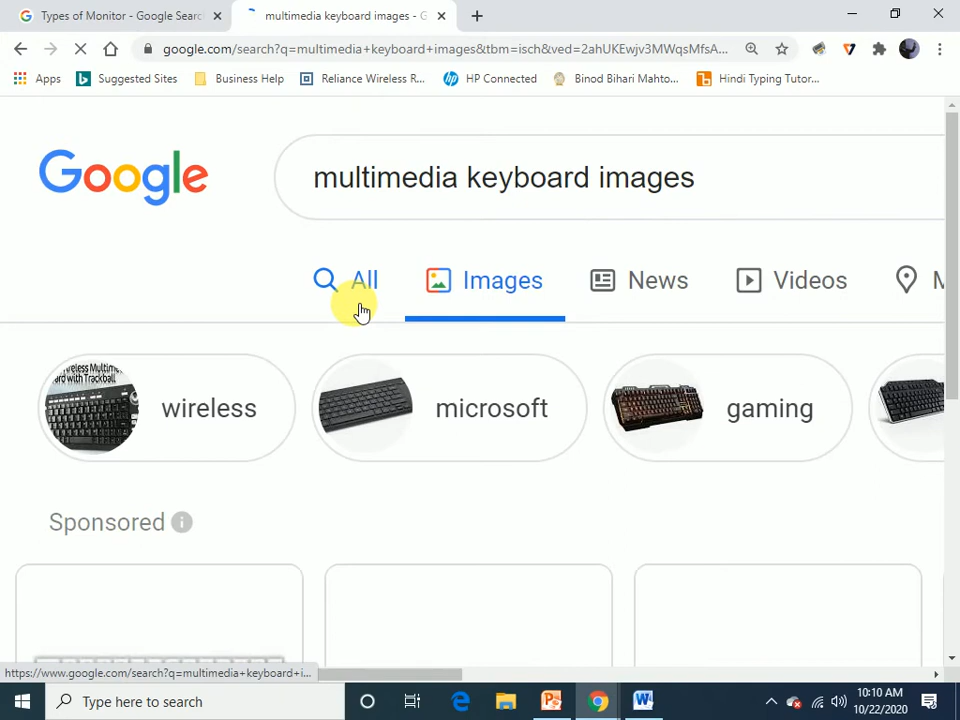 Types of Monitor - Google Searc
multimedia keyboard images - G
google.com/search?q=multimedia+keyboard+images&tbm=isch&ved=2ahUKEwjv3MWqsMfsA...
Apps
Suggested Sites
Business Help
Reliance Wireless R...
HP Connected
Binod Bihari Mahto...
Hindi Typing Tutor...
Google
multimedia keyboard images
All
Images
News
Videos
M
wireless
microsoft
gaming
Sponsored
https://www.google.com/search?q=multimedia+keyboard+i...
Type here to search
10:10 AM
10/22/2020